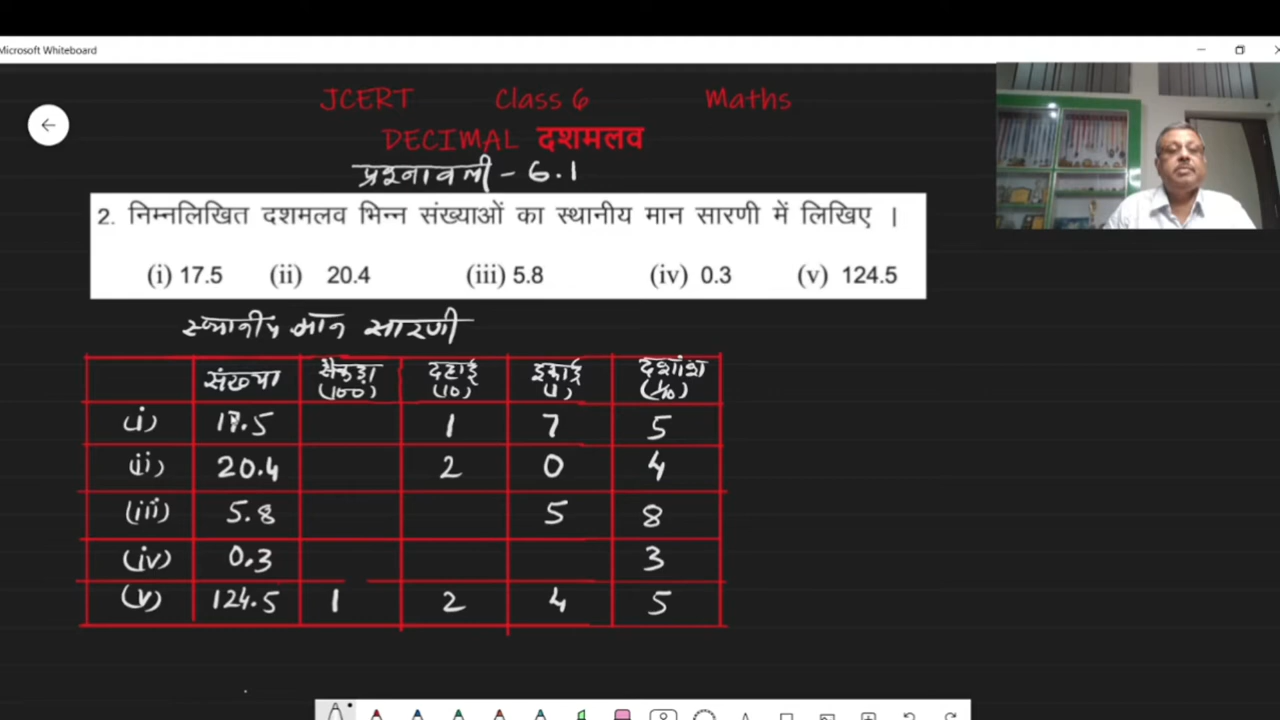 Microsoft Whiteboard
JCERT Class 6 Maths
DECIMAL दशमलव
प्रश्नावली - 6.1
2. निम्नलिखित दशमलव भिन्न संख्याओं का स्थानीय मान सारणी में लिखिए ।
(i) 17.5 (ii) 20.4 (iii) 5.8 (iv) 0.3 (v) 124.5
स्थानीय मान सारणी
संख्या सैकड़ा (100) दहाई (10) इकाई (1) दशांश (1/10)
(i) 17.5 1 7 5
(ii) 20.4 2 0 4
(iii) 5.8 5 8
(iv) 0.3 3
(v) 124.5 1 2 4 5